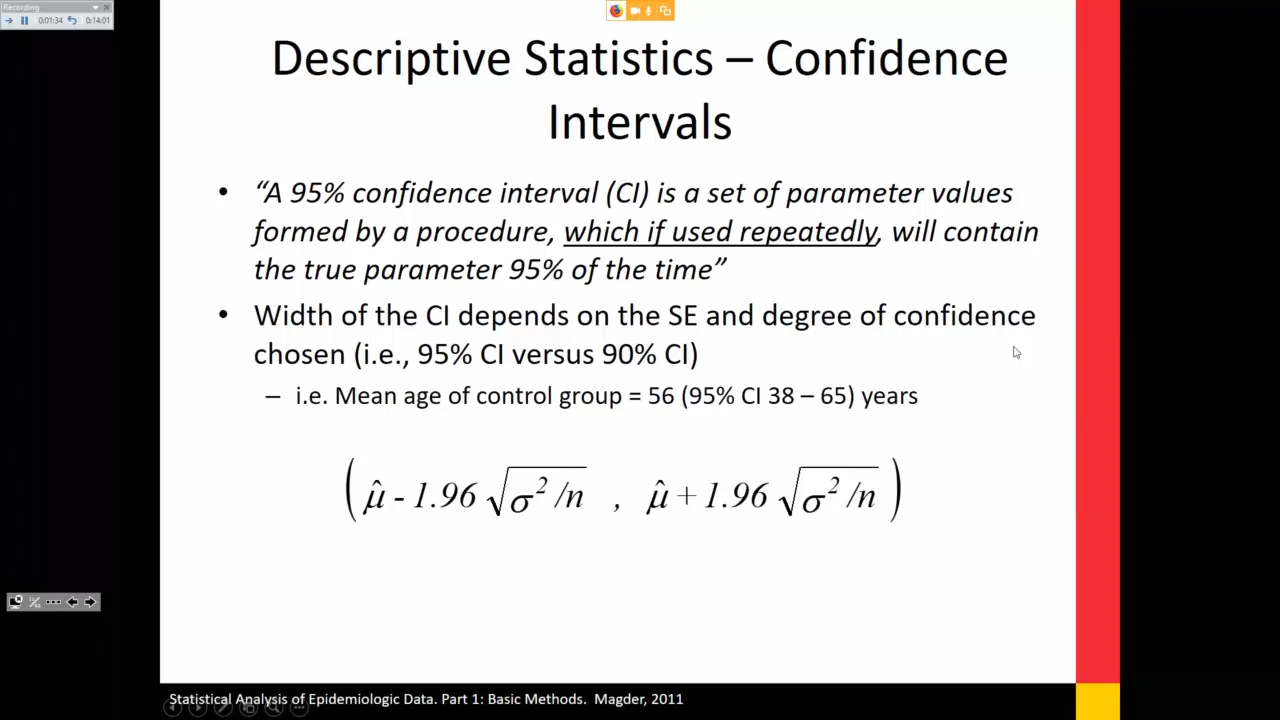 Recording
0:01:34 0:14:01
Descriptive Statistics – Confidence
Intervals
• “A 95% confidence interval (CI) is a set of parameter values
formed by a procedure, which if used repeatedly, will contain
the true parameter 95% of the time”
• Width of the CI depends on the SE and degree of confidence
chosen (i.e., 95% CI versus 90% CI)
– i.e. Mean age of control group = 56 (95% CI 38 – 65) years
( μ̂ - 1.96 √σ²/n , μ̂ + 1.96 √σ²/n )
Statistical Analysis of Epidemiologic Data. Part 1: Basic Methods. Magder, 2011